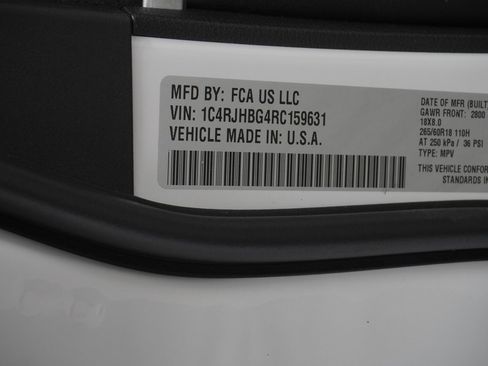 MFD BY: FCA US LLC
VIN: 1C4RJHBG4RC159631
VEHICLE MADE IN: U.S.A.
DATE OF MFR (BUILT
GAWR FRONT: 2800
18X8.0
265/60R18 110H
AT 250 kPa / 36 PSI
TYPE: MPV
THIS VEHICLE CONFOR
STANDARDS IN